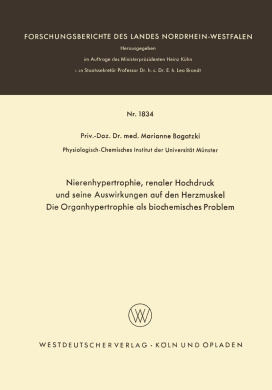 FORSCHUNGSBERICHTE DES LANDES NORDRHEIN-WESTFALEN
Herausgegeben
im Auftrage des Ministerpräsidenten Heinz Kühn
Staatssekretär Professor Dr. h. c. Dr. E. h. Leo Brandt
Nr. 1834
Priv.-Doz. Dr. med. Marianne Bogatzki
Physiologisch-Chemisches Institut der Universität Münster
Nierenhypertrophie, renaler Hochdruck
und seine Auswirkungen auf den Herzmuskel
Die Organhypertrophie als biochemisches Problem
WESTDEUTSCHER VERLAG · KÖLN UND OPLADEN